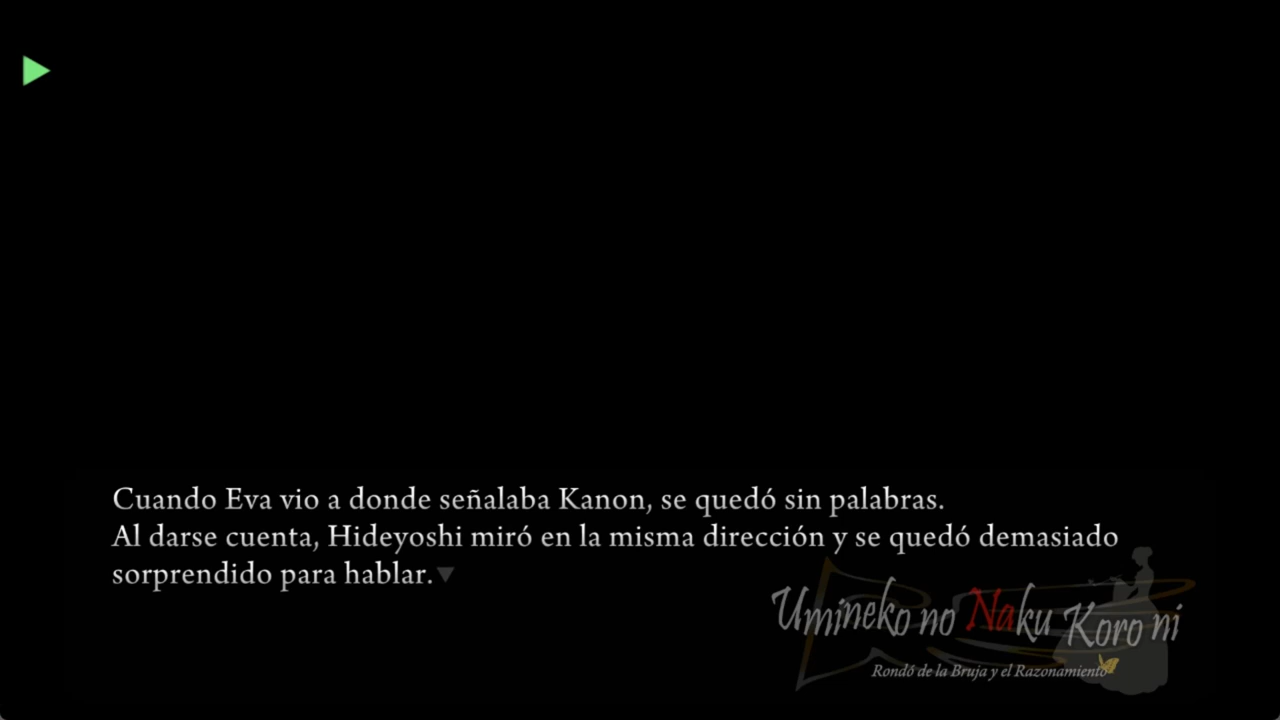 Cuando Eva vio a donde señalaba Kanon, se quedó sin palabras.
Al darse cuenta, Hideyoshi miró en la misma dirección y se quedó demasiado
sorprendido para hablar.
Umineko no Naku Koro ni
Rondó de la Bruja y el Razonamiento